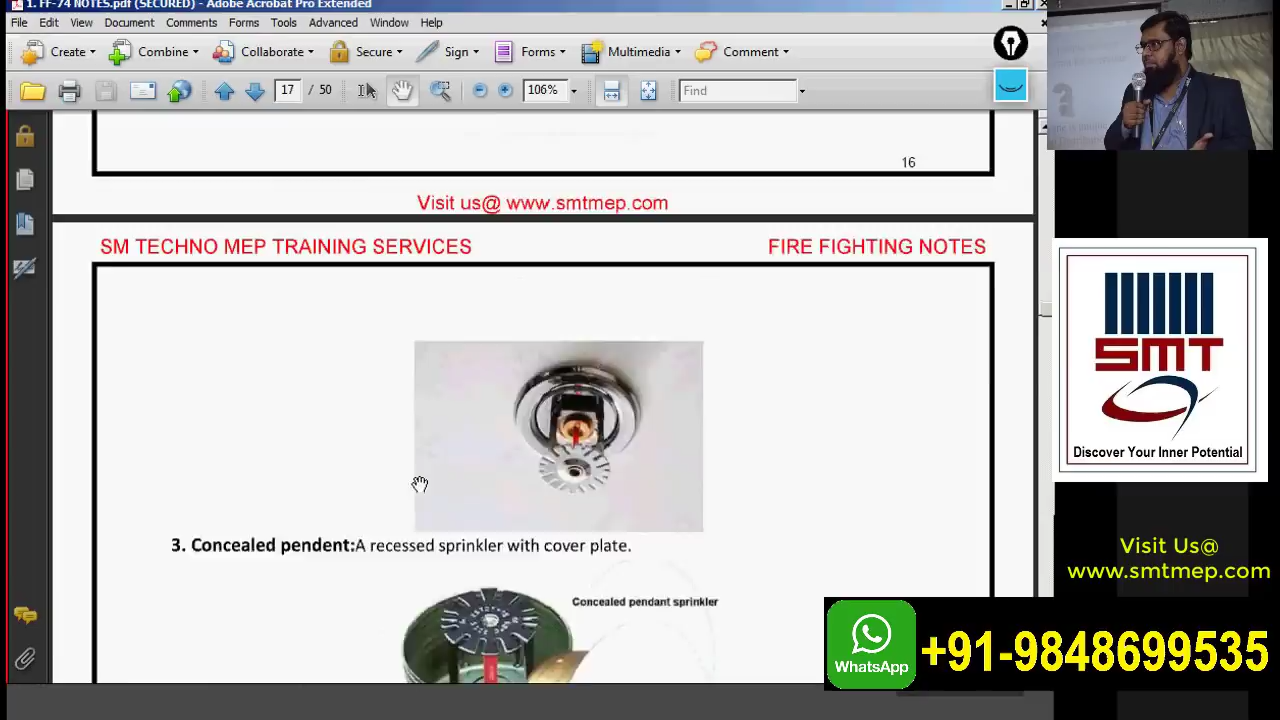 1. FF-74 NOTES.pdf (SECURED) - Adobe Acrobat Pro Extended
File Edit View Document Comments Forms Tools Advanced Window Help
Create Combine Collaborate Secure Sign Forms Multimedia Comment
17 / 50 106% Find
16
Visit us@ www.smtmep.com
SM TECHNO MEP TRAINING SERVICES FIRE FIGHTING NOTES
3. Concealed pendent:A recessed sprinkler with cover plate.
Concealed pendant sprinkler
SMT
Discover Your Inner Potential
Visit Us@
www.smtmep.com
WhatsApp
+91-9848699535